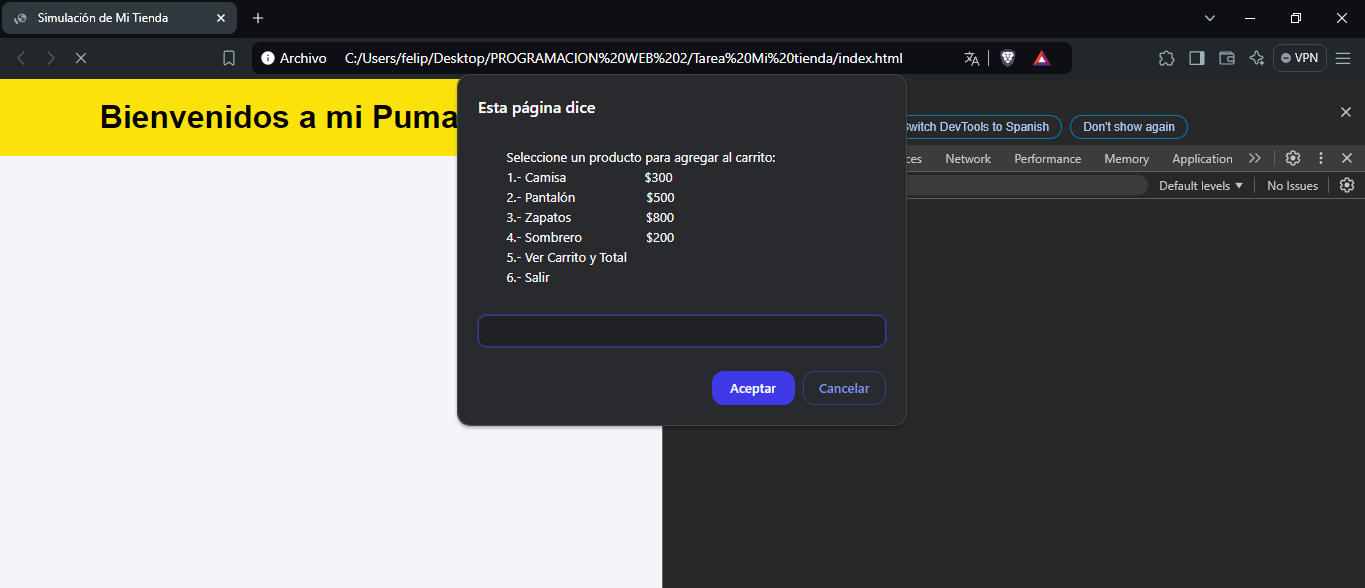 Simulación de Mi Tienda
Archivo C:/Users/felip/Desktop/PROGRAMACION%20WEB%202/Tarea%20Mi%20tienda/index.html
VPN
Bienvenidos a mi Puma
Esta página dice
Seleccione un producto para agregar al carrito:
1.- Camisa $300
2.- Pantalón $500
3.- Zapatos $800
4.- Sombrero $200
5.- Ver Carrito y Total
6.- Salir
Aceptar Cancelar
Switch DevTools to Spanish Don't show again
Network Performance Memory Application
Default levels No Issues